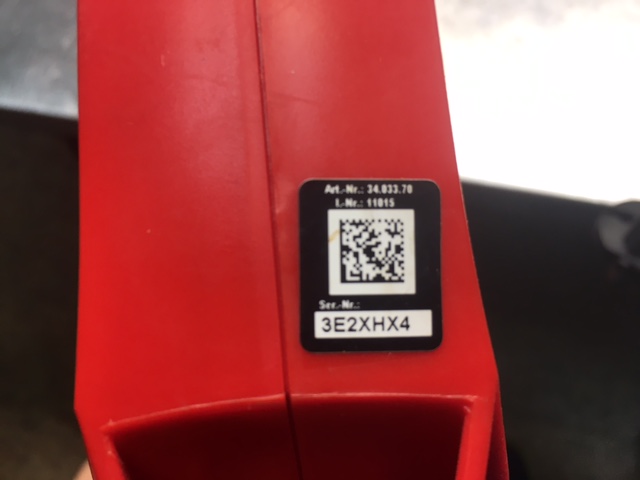 Art.-Nr.: 34.033.70
I.-Nr.: 11015
Ser.-Nr.:
3E2XHX4